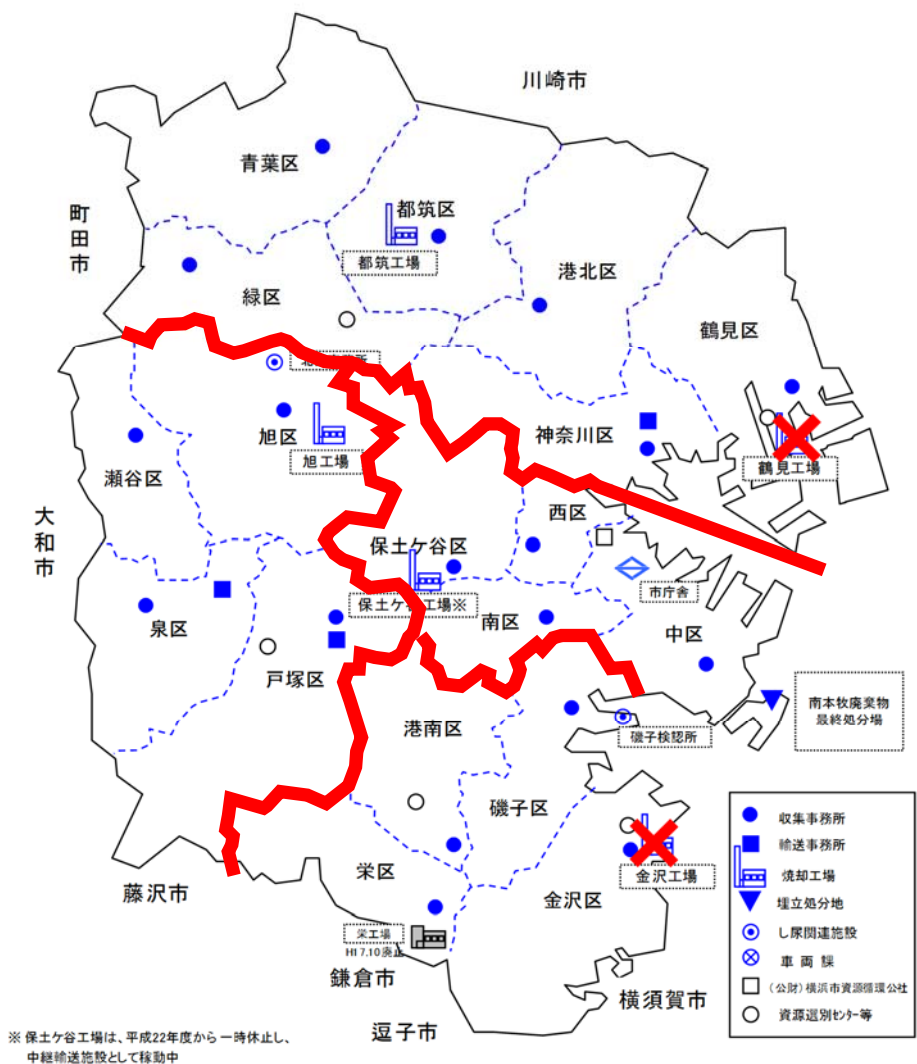 川崎市
青葉区
町田市
都筑区
都筑工場
港北区
緑区
鶴見区
旭区
神奈川区
旭工場
鶴見工場
瀬谷区
大和市
西区
保土ケ谷区
市庁舎
保土ケ谷工場※
泉区
南区
中区
戸塚区
南本牧廃棄物
最終処分場
港南区
磯子検認所
磯子区
藤沢市
栄区
金沢工場
金沢区
栄工場
H17.10廃止
鎌倉市
横須賀市
逗子市
収集事務所
輸送事務所
焼却工場
埋立処分地
し尿関連施設
車両課
(公財)横浜市資源循環公社
資源選別センター等
※ 保土ケ谷工場は、平成22年度から一時休止し、
中継輸送施設として稼動中